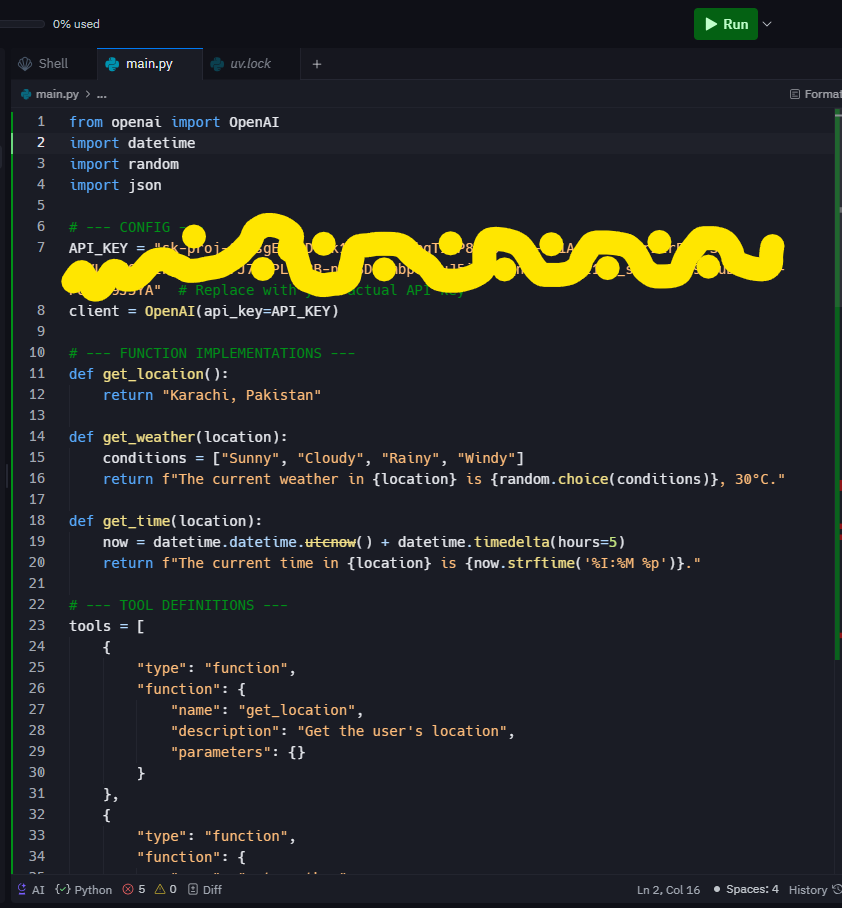 0% used
Run
Shell
main.py
uv.lock
+
main.py > ...
Format
1 from openai import OpenAI
2 import datetime
3 import random
4 import json
5
6 # --- CONFIG
7 API_KEY =
# Replace with actual API
8 client = OpenAI(api_key=API_KEY)
9
10 # --- FUNCTION IMPLEMENTATIONS ---
11 def get_location():
12     return "Karachi, Pakistan"
13
14 def get_weather(location):
15     conditions = ["Sunny", "Cloudy", "Rainy", "Windy"]
16     return f"The current weather in {location} is {random.choice(conditions)}, 30°C."
17
18 def get_time(location):
19     now = datetime.datetime.utcnow() + datetime.timedelta(hours=5)
20     return f"The current time in {location} is {now.strftime('%I:%M %p')}."
21
22 # --- TOOL DEFINITIONS ---
23 tools = [
24     {
25         "type": "function",
26         "function": {
27             "name": "get_location",
28             "description": "Get the user's location",
29             "parameters": {}
30         }
31     },
32     {
33         "type": "function",
34         "function": {
AI {} Python 5 0 Diff Ln 2, Col 16 Spaces: 4 History